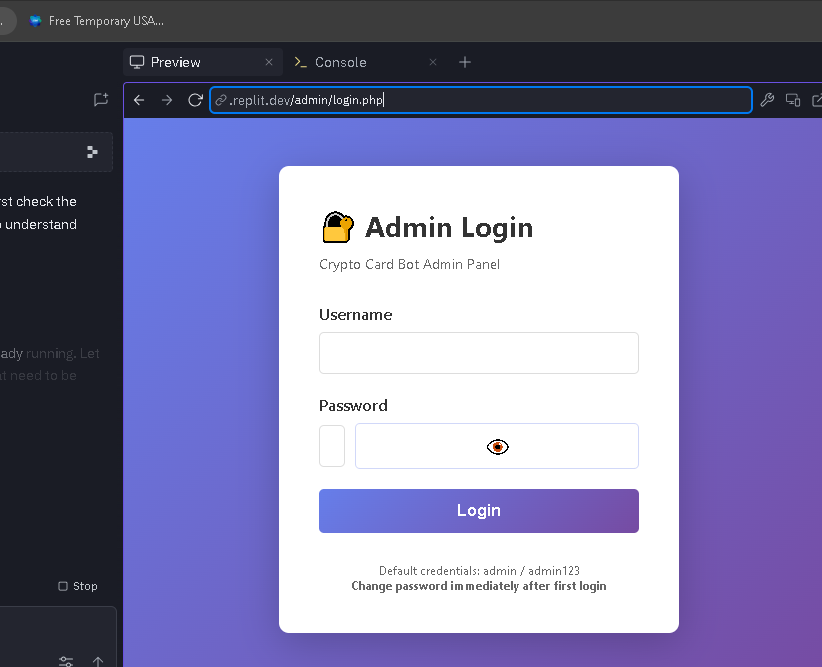 Free Temporary USA...
Preview
Console
.replit.dev/admin/login.php
rst check the
understand
ady running. Let
t need to be
Stop
Admin Login
Crypto Card Bot Admin Panel
Username
Password
Login
Default credentials: admin / admin123
Change password immediately after first login